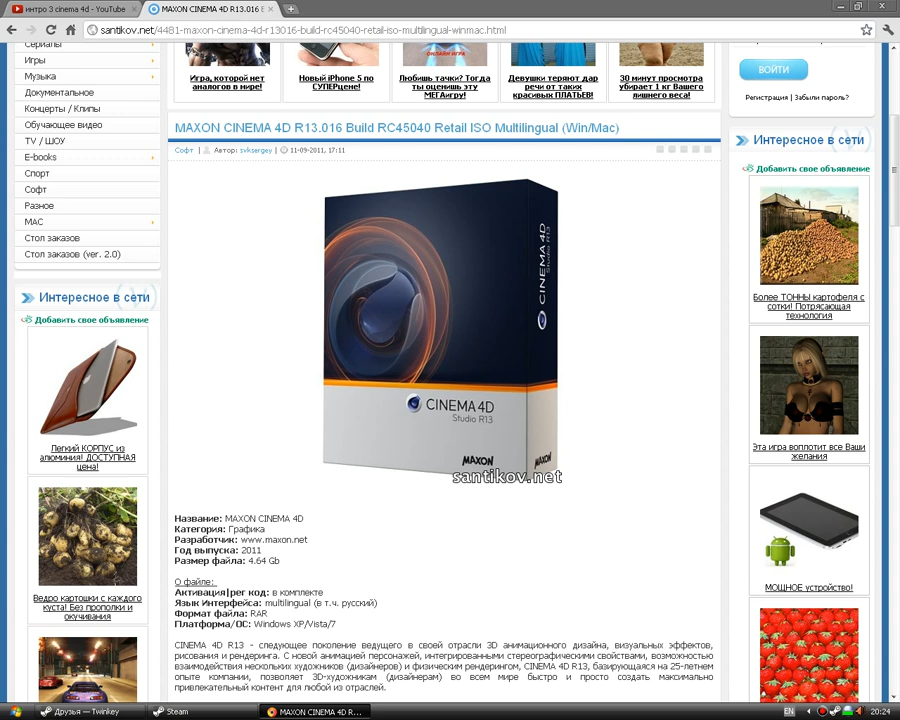 интро 3 cinema 4d - YouTube
MAXON CINEMA 4D R13.016 E
santikov.net/4481-maxon-cinema-4d-r13016-build-rc45040-retail-iso-multilingual-winmac.html
Сериалы
Игры
Музыка
Документальное
Концерты / Клипы
Обучающее видео
TV / ШОУ
E-books
Спорт
Софт
Разное
MAC
Стол заказов
Стол заказов (ver. 2.0)
Интересное в сети
Добавить свое объявление
Легкий КОРПУС из
алюминия! ДОСТУПНАЯ
цена!
Ведро картошки с каждого
куста! Без прополки и
окучивания
Игра, которой нет
аналогов в мире!
Новый iPhone 5 по
СУПЕРцене!
ОНЛАЙН ИГРА
Любишь тачки? Тогда
ты оценишь эту
МЕГАигру!
Девушки теряют дар
речи от таких
красивых ПЛАТЬЕВ!
30 минут просмотра
убирает 1 кг Вашего
лишнего веса!
MAXON CINEMA 4D R13.016 Build RC45040 Retail ISO Multilingual (Win/Mac)
Софт | Автор: svksergey | 11-09-2011, 17:11
CINEMA 4D
Studio R13
CINEMA 4D
Studio R13
MAXON
MAXON
santikov.net
Название: MAXON CINEMA 4D
Категория: Графика
Разработчик: www.maxon.net
Год выпуска: 2011
Размер файла: 4.64 Gb
О файле:
Активация|рег код: в комплекте
Язык Интерфейса: multilingual (в т.ч. русский)
Формат файла: RAR
Платформа/ОС: Windows XP/Vista/7
CINEMA 4D R13 - следующее поколение ведущего в своей отрасли 3D анимационного дизайна, визуальных эффектов,
рисования и рендеринга. С новой анимацией персонажей, интегрированными стереографическими свойствами, возможностью
взаимодействия нескольких художников (дизайнеров) и физическим рендерингом, CINEMA 4D R13, базирующаяся на 25-летнем
опыте компании, позволяет 3D-художникам (дизайнерам) во всем мире быстро и просто создать максимально
привлекательный контент для любой из отраслей.
ВОЙТИ
Регистрация | Забыли пароль?
Интересное в сети
Добавить свое объявление
Более ТОННЫ картофеля с
сотки! Потрясающая
технология
Эта игра воплотит все Ваши
желания
МОЩНОЕ устройство!
Друзья — Twinkey
Steam
MAXON CINEMA 4D R...
EN
20:24